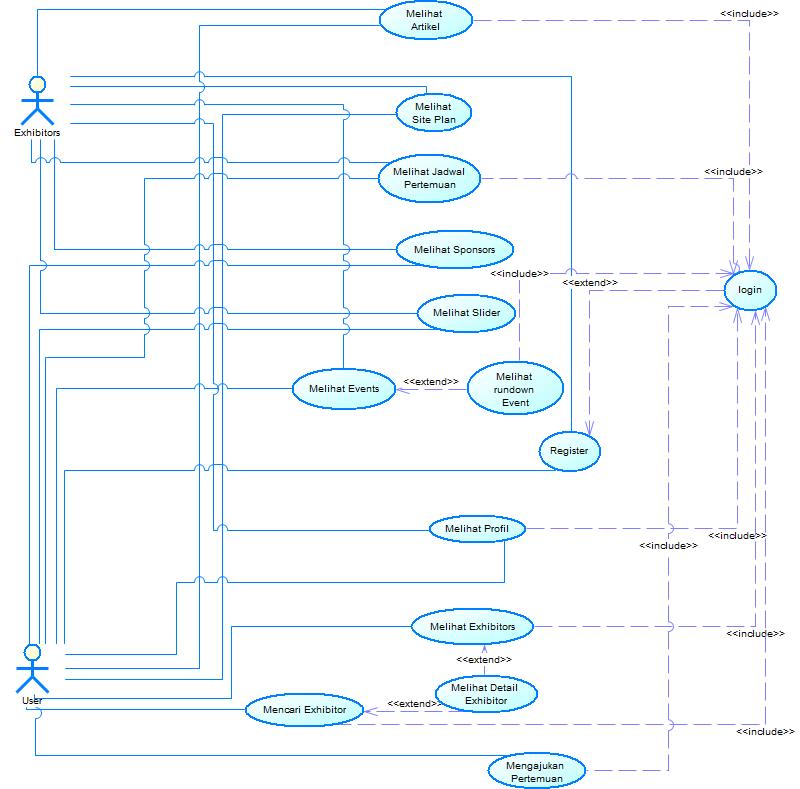 Melihat
Artikel
<<include>>
Exhibitors
Melihat
Site Plan
Melihat Jadwal
Pertemuan
<<include>>
Melihat Sponsors
<<include>>
<<extend>>
login
Melihat Slider
Melihat Events
<<extend>>
Melihat
rundown
Event
Register
Melihat Profil
<<include>>
<<include>>
Melihat Exhibitors
<<include>>
<<extend>>
User
Melihat Detail
Exhibitor
<<extend>>
Mencari Exhibitor
<<include>>
Mengajukan
Pertemuan